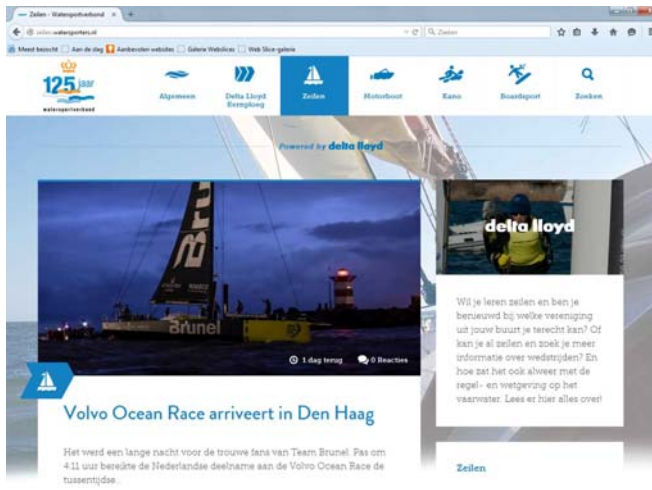 Zeilen - Watersportverbond
zeilen.watersporters.nl
Zoeken
Meest bezocht Aan de slag Aanbevolen websites Galerie Webslices Web Slice-galerie
125 jaar
watersportverbond
Algemeen
Delta Lloyd
Kernploeg
Zeilen
Motorboot
Kano
Boardsport
Zoeken
Powered by delta lloyd
Brunel
1 dag terug 0 Reacties
Volvo Ocean Race arriveert in Den Haag
Het werd een lange nacht voor de trouwe fans van Team Brunel. Pas om
4:11 uur bereikte de Nederlandse deelname aan de Volvo Ocean Race de
tussentijdse...
delta lloyd
Wil je leren zeilen en ben je
benieuwd bij welke vereniging
uit jouw buurt je terecht kan? Of
kan je al zeilen en zoek je meer
informatie over wedstrijden? En
hoe zat het ook alweer met de
regel- en wetgeving op het
vaarwater. Lees er hier alles over!
Zeilen